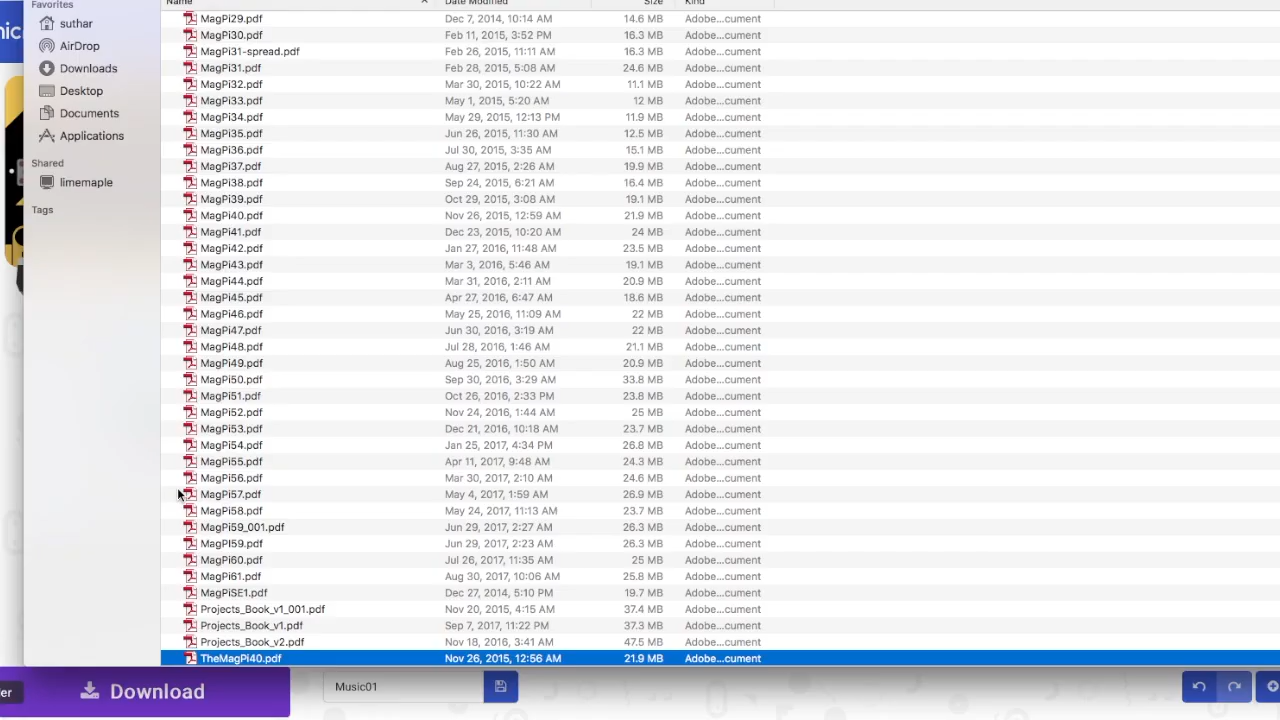 Favorites
Name Date Modified Size Kind
suthar
AirDrop
Downloads
Desktop
Documents
Applications
Shared
limemaple
Tags
MagPi29.pdf Dec 7, 2014, 10:14 AM 14.6 MB Adobe...cument
MagPi30.pdf Feb 11, 2015, 3:52 PM 16.3 MB Adobe...cument
MagPi31-spread.pdf Feb 26, 2015, 11:11 AM 16.3 MB Adobe...cument
MagPi31.pdf Feb 28, 2015, 5:08 AM 24.6 MB Adobe...cument
MagPi32.pdf Mar 30, 2015, 10:22 AM 11.1 MB Adobe...cument
MagPi33.pdf May 1, 2015, 5:20 AM 12 MB Adobe...cument
MagPi34.pdf May 29, 2015, 12:13 PM 11.9 MB Adobe...cument
MagPi35.pdf Jun 26, 2015, 11:30 AM 12.5 MB Adobe...cument
MagPi36.pdf Jul 30, 2015, 3:35 AM 15.1 MB Adobe...cument
MagPi37.pdf Aug 27, 2015, 2:26 AM 19.9 MB Adobe...cument
MagPi38.pdf Sep 24, 2015, 6:21 AM 16.4 MB Adobe...cument
MagPi39.pdf Oct 29, 2015, 3:08 AM 19.1 MB Adobe...cument
MagPi40.pdf Nov 26, 2015, 12:59 AM 21.9 MB Adobe...cument
MagPi41.pdf Dec 23, 2015, 10:20 AM 24 MB Adobe...cument
MagPi42.pdf Jan 27, 2016, 11:48 AM 23.5 MB Adobe...cument
MagPi43.pdf Mar 3, 2016, 5:46 AM 19.1 MB Adobe...cument
MagPi44.pdf Mar 31, 2016, 2:11 AM 20.9 MB Adobe...cument
MagPi45.pdf Apr 27, 2016, 6:47 AM 18.6 MB Adobe...cument
MagPi46.pdf May 25, 2016, 11:09 AM 22 MB Adobe...cument
MagPi47.pdf Jun 30, 2016, 3:19 AM 22 MB Adobe...cument
MagPi48.pdf Jul 28, 2016, 1:46 AM 21.1 MB Adobe...cument
MagPi49.pdf Aug 25, 2016, 1:50 AM 20.9 MB Adobe...cument
MagPi50.pdf Sep 30, 2016, 3:29 AM 33.8 MB Adobe...cument
MagPi51.pdf Oct 26, 2016, 2:33 PM 23.8 MB Adobe...cument
MagPi52.pdf Nov 24, 2016, 1:44 AM 25 MB Adobe...cument
MagPi53.pdf Dec 21, 2016, 10:18 AM 23.7 MB Adobe...cument
MagPi54.pdf Jan 25, 2017, 4:34 PM 26.8 MB Adobe...cument
MagPi55.pdf Apr 11, 2017, 9:48 AM 24.3 MB Adobe...cument
MagPi56.pdf Mar 30, 2017, 2:10 AM 24.6 MB Adobe...cument
MagPi57.pdf May 4, 2017, 1:59 AM 26.9 MB Adobe...cument
MagPi58.pdf May 24, 2017, 11:13 AM 23.7 MB Adobe...cument
MagPi59_001.pdf Jun 29, 2017, 2:27 AM 26.3 MB Adobe...cument
MagPI59.pdf Jun 29, 2017, 2:23 AM 26.3 MB Adobe...cument
MagPi60.pdf Jul 26, 2017, 11:35 AM 25 MB Adobe...cument
MagPi61.pdf Aug 30, 2017, 10:06 AM 25.8 MB Adobe...cument
MagPiSE1.pdf Dec 27, 2014, 5:10 PM 19.7 MB Adobe...cument
Projects_Book_v1_001.pdf Nov 20, 2015, 4:15 AM 37.4 MB Adobe...cument
Projects_Book_v1.pdf Sep 7, 2017, 11:22 PM 37.3 MB Adobe...cument
Projects_Book_v2.pdf Nov 18, 2016, 3:41 AM 47.5 MB Adobe...cument
TheMagPi40.pdf Nov 26, 2015, 12:56 AM 21.9 MB Adobe...cument
Download
Music01